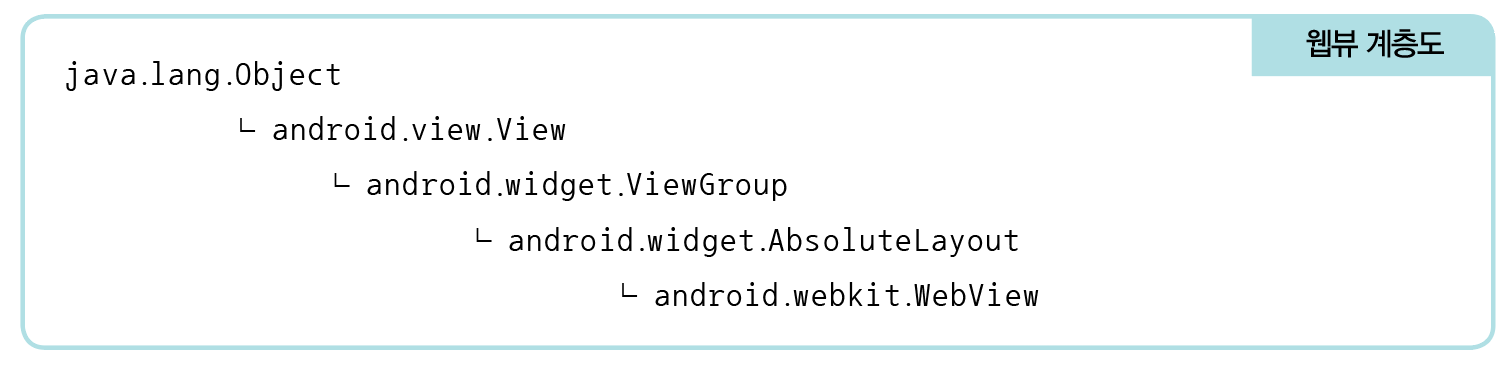 웹뷰 계층도
java.lang.Object
└ android.view.View
└ android.widget.ViewGroup
└ android.widget.AbsoluteLayout
└ android.webkit.WebView